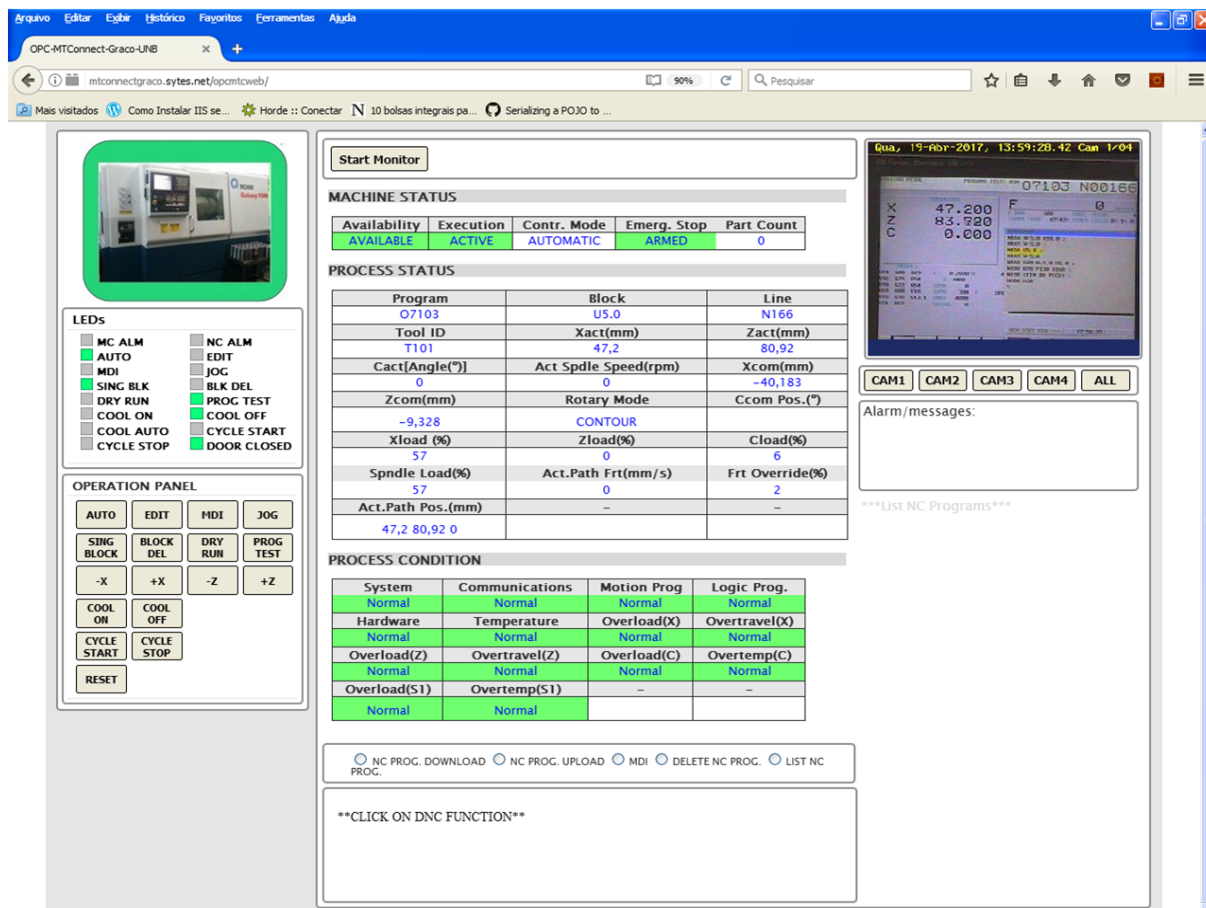 Arquivo Editar Exibir Histórico Favoritos Ferramentas Ajuda
OPC-MTConnect-Graco-UNB
mtconnectgraco.sytes.net/opcmtcweb/ 90% Pesquisar
Mais visitados Como Instalar IIS se... Horde :: Conectar 10 bolsas integrais pa... Serializing a POJO to ...
ROMI
Galaxy 15M
LEDs
MC ALM NC ALM
AUTO EDIT
MDI JOG
SING BLK BLK DEL
DRY RUN PROG TEST
COOL ON COOL OFF
COOL AUTO CYCLE START
CYCLE STOP DOOR CLOSED
OPERATION PANEL
AUTO EDIT MDI JOG
SING BLOCK BLOCK DEL DRY RUN PROG TEST
-X +X -Z +Z
COOL ON COOL OFF
CYCLE START CYCLE STOP
RESET
Start Monitor
MACHINE STATUS
Availability Execution Contr. Mode Emerg. Stop Part Count
AVAILABLE ACTIVE AUTOMATIC ARMED 0
PROCESS STATUS
Program Block Line
O7103 U5.0 N166
Tool ID Xact(mm) Zact(mm)
T101 47,2 80,92
Cact[Angle(º)] Act Spdle Speed(rpm) Xcom(mm)
0 0 -40,183
Zcom(mm) Rotary Mode Ccom Pos.(º)
-9,328 CONTOUR
Xload (%) Zload(%) Cload(%)
57 0 6
Spndle Load(%) Act.Path Frt(mm/s) Frt Override(%)
57 0 2
Act.Path Pos.(mm) - -
47,2 80,92 0
PROCESS CONDITION
System Communications Motion Prog Logic Prog.
Normal Normal Normal Normal
Hardware Temperature Overload(X) Overtravel(X)
Normal Normal Normal Normal
Overload(Z) Overtravel(Z) Overload(C) Overtemp(C)
Normal Normal Normal Normal
Overload(S1) Overtemp(S1) - -
Normal Normal
NC PROG. DOWNLOAD NC PROG. UPLOAD MDI DELETE NC PROG. LIST NC
PROG.
**CLICK ON DNC FUNCTION**
Qua, 19-Abr-2017, 13:59:28.42 Cam 1/04
O7103 N00166
X 47.200
Z 83.720
C 0.000
F 0
CAM1 CAM2 CAM3 CAM4 ALL
Alarm/messages:
***List NC Programs***